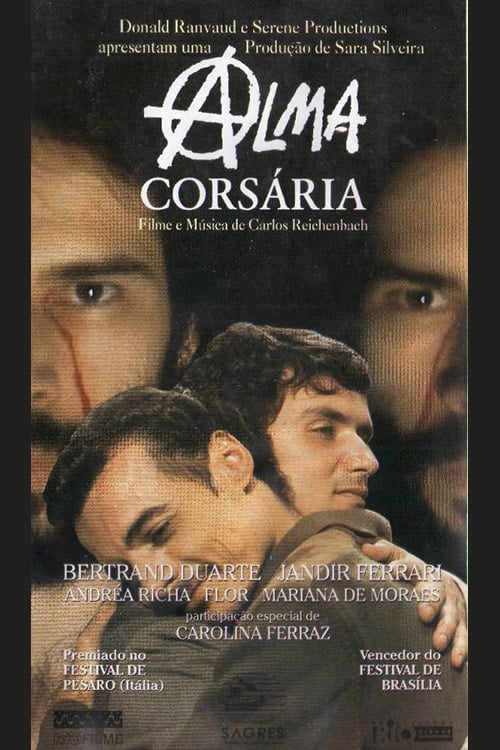 Donald Ranvaud e Serene Productions
apresentam uma Produção de Sara Silveira
ALMA
CORSÁRIA
Filme e Música de Carlos Reichenbach
BERTRAND DUARTE JANDIR FERRARI
ANDRÉA RICHA FLOR MARIANA DE MORAES
participação especial de
CAROLINA FERRAZ
Premiado no
FESTIVAL DE
PESARO (Itália)
Vencedor do
FESTIVAL DE
BRASÍLIA
RIOFILME
SAGRES